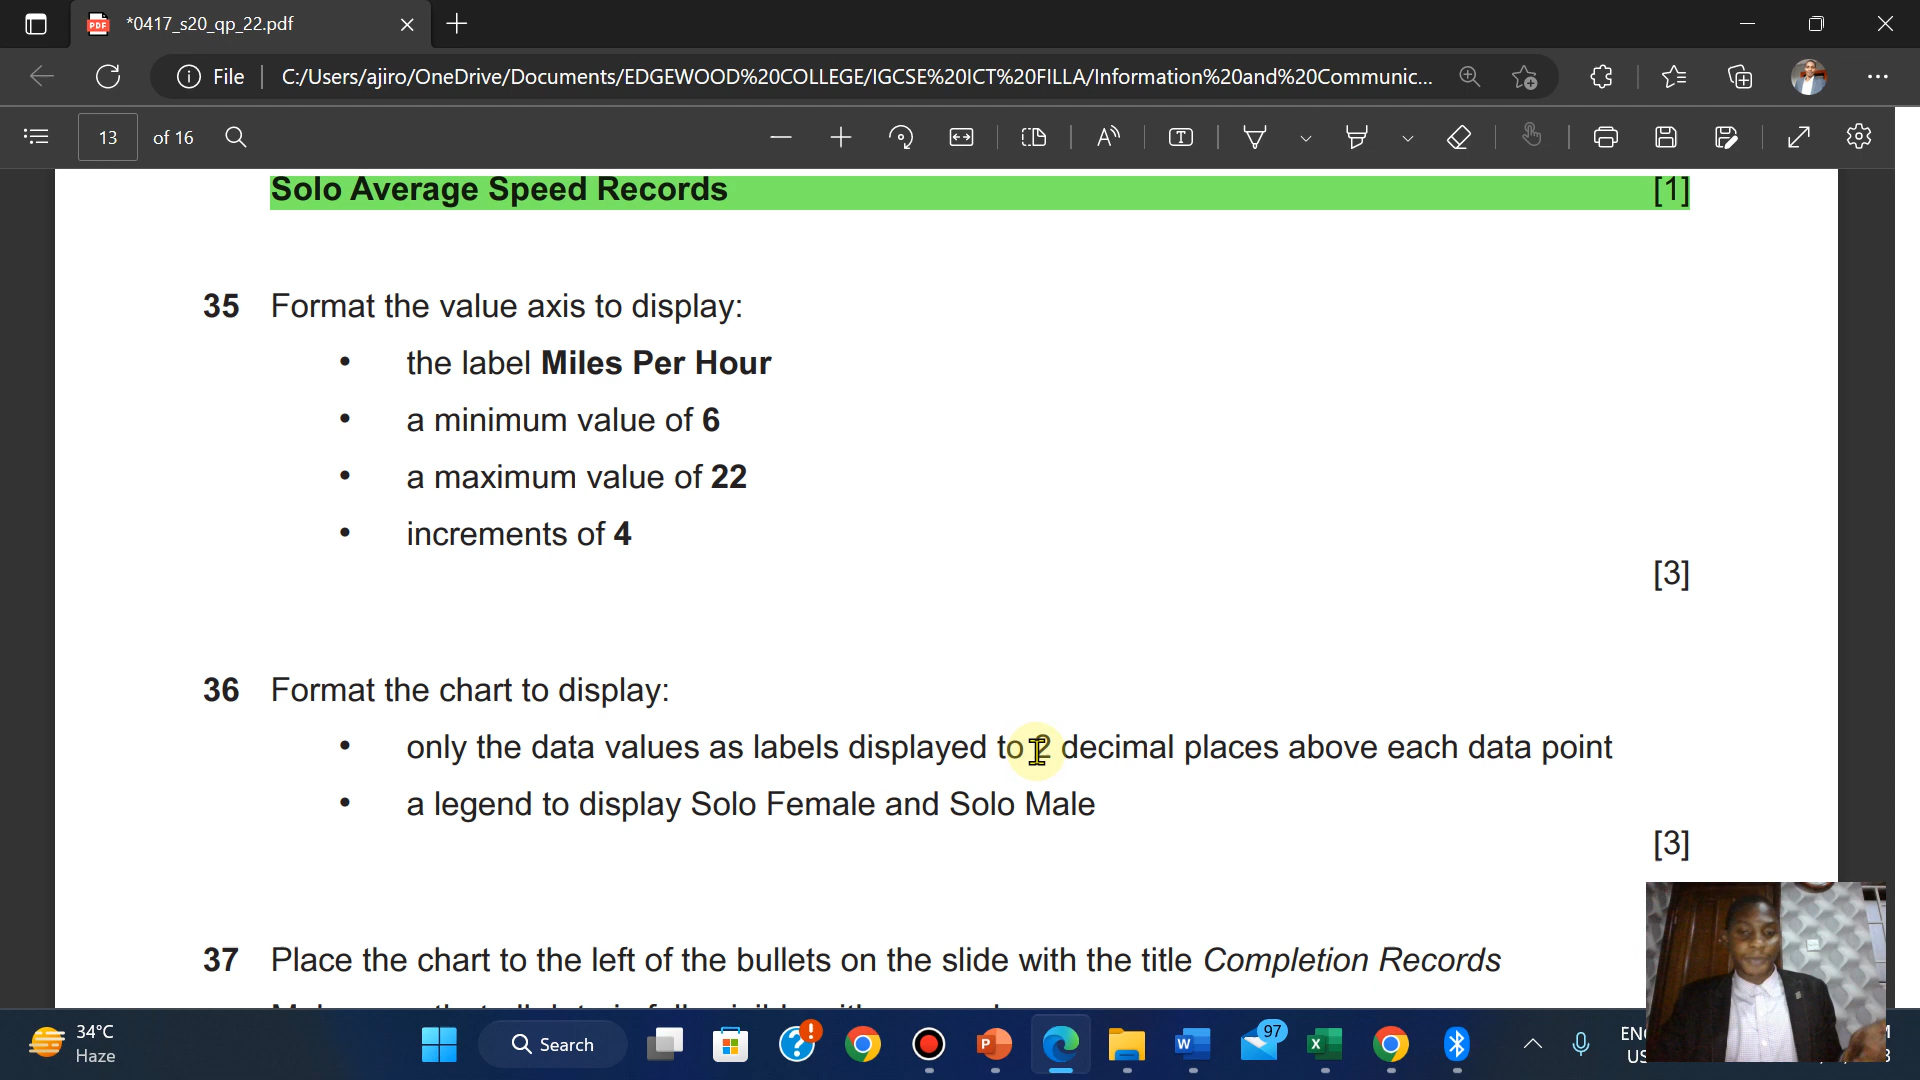 *0417_s20_qp_22.pdf
File
C:/Users/ajiro/OneDrive/Documents/EDGEWOOD%20COLLEGE/IGCSE%20ICT%20FILLA/Information%20and%20Communic...
13 of 16
Solo Average Speed Records [1]
35 Format the value axis to display:
• the label Miles Per Hour
• a minimum value of 6
• a maximum value of 22
• increments of 4
[3]
36 Format the chart to display:
• only the data values as labels displayed to 2 decimal places above each data point
• a legend to display Solo Female and Solo Male
[3]
37 Place the chart to the left of the bullets on the slide with the title Completion Records
34°C
Haze
Search
97